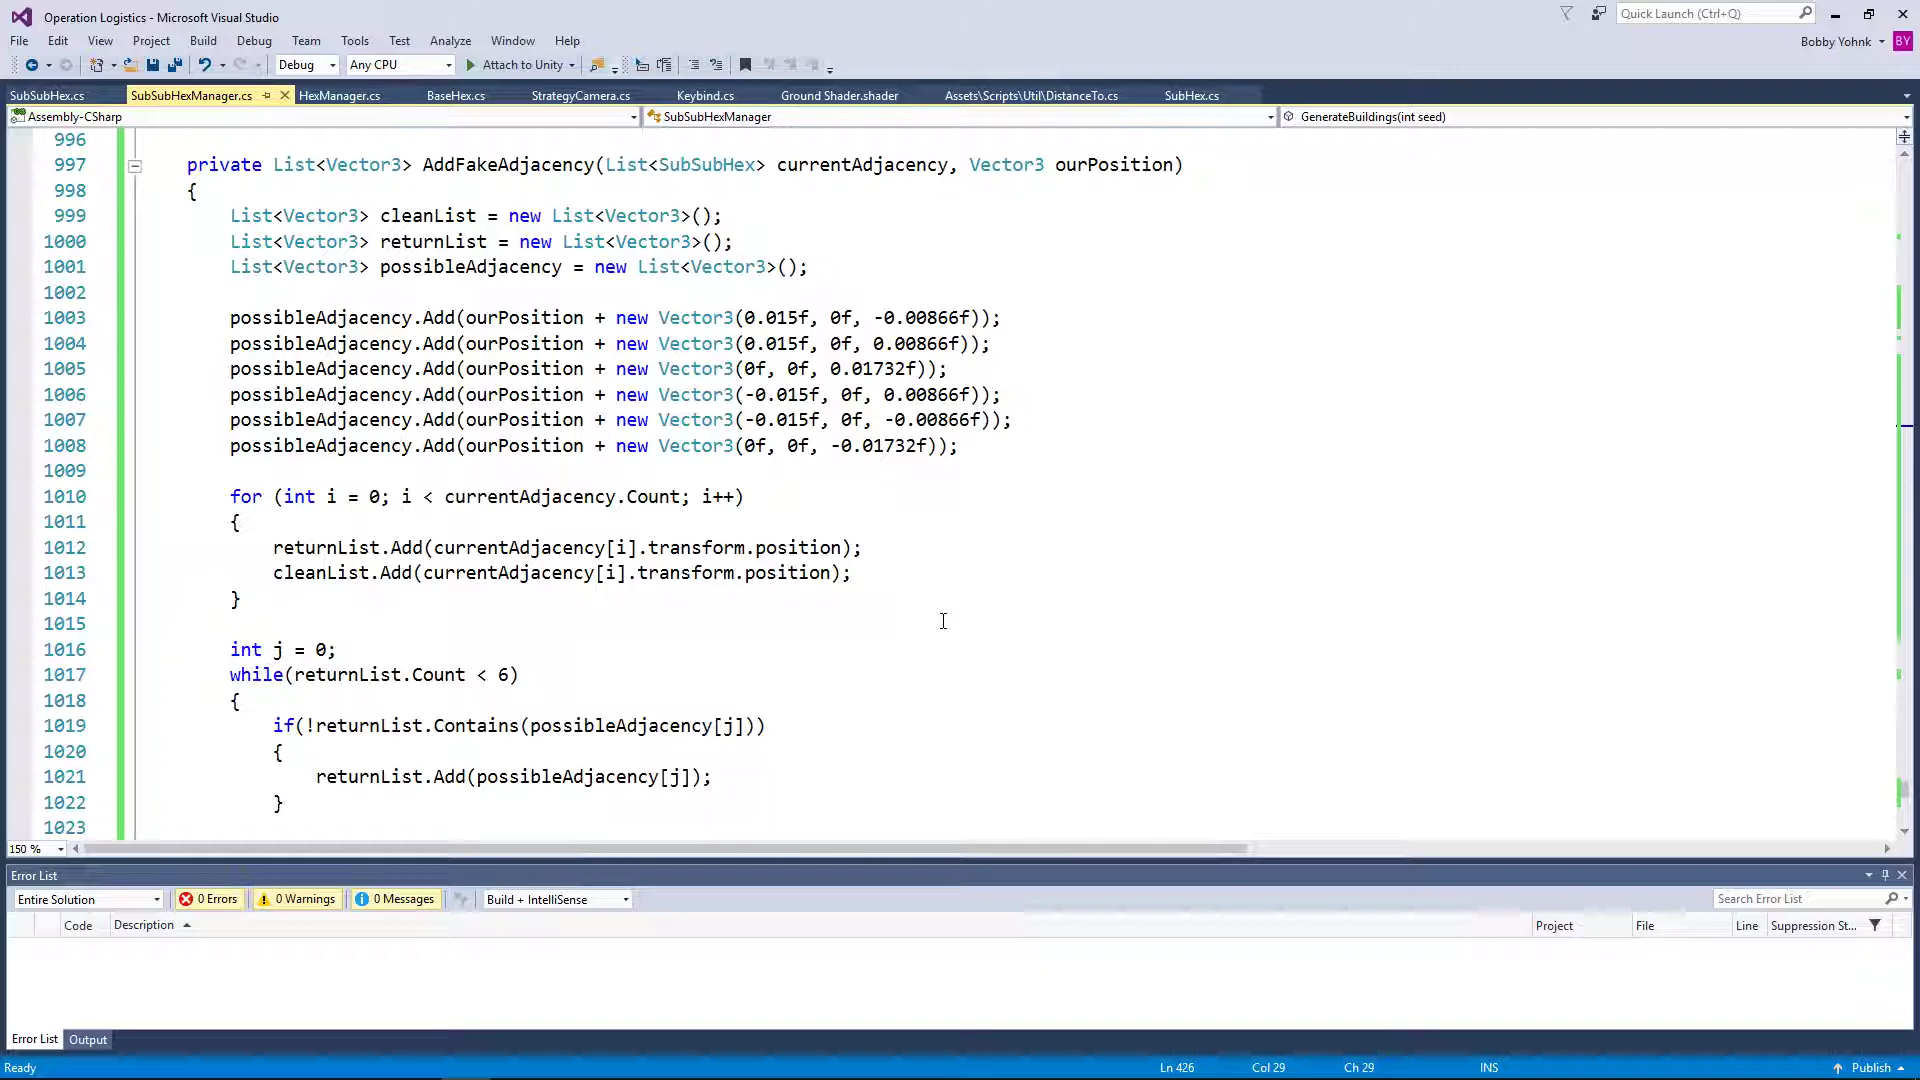 Operation Logistics - Microsoft Visual Studio
Quick Launch (Ctrl+Q)
File Edit View Project Build Debug Team Tools Test Analyze Window Help
Bobby Yohnk BY
Debug Any CPU Attach to Unity
SubSubHex.cs SubSubHexManager.cs HexManager.cs BaseHex.cs StrategyCamera.cs Keybind.cs Ground Shader.shader Assets\Scripts\Util\DistanceTo.cs SubHex.cs
Assembly-CSharp SubSubHexManager GenerateBuildings(int seed)
996
997 private List<Vector3> AddFakeAdjacency(List<SubSubHex> currentAdjacency, Vector3 ourPosition)
998 {
999 List<Vector3> cleanList = new List<Vector3>();
1000 List<Vector3> returnList = new List<Vector3>();
1001 List<Vector3> possibleAdjacency = new List<Vector3>();
1002
1003 possibleAdjacency.Add(ourPosition + new Vector3(0.015f, 0f, -0.00866f));
1004 possibleAdjacency.Add(ourPosition + new Vector3(0.015f, 0f, 0.00866f));
1005 possibleAdjacency.Add(ourPosition + new Vector3(0f, 0f, 0.01732f));
1006 possibleAdjacency.Add(ourPosition + new Vector3(-0.015f, 0f, 0.00866f));
1007 possibleAdjacency.Add(ourPosition + new Vector3(-0.015f, 0f, -0.00866f));
1008 possibleAdjacency.Add(ourPosition + new Vector3(0f, 0f, -0.01732f));
1009
1010 for (int i = 0; i < currentAdjacency.Count; i++)
1011 {
1012 returnList.Add(currentAdjacency[i].transform.position);
1013 cleanList.Add(currentAdjacency[i].transform.position);
1014 }
1015
1016 int j = 0;
1017 while(returnList.Count < 6)
1018 {
1019 if(!returnList.Contains(possibleAdjacency[j]))
1020 {
1021 returnList.Add(possibleAdjacency[j]);
1022 }
1023
150 %
Error List
Entire Solution 0 Errors 0 Warnings 0 Messages Build + IntelliSense Search Error List
Code Description Project File Line Suppression St...
Error List Output
Ready Ln 426 Col 29 Ch 29 INS Publish